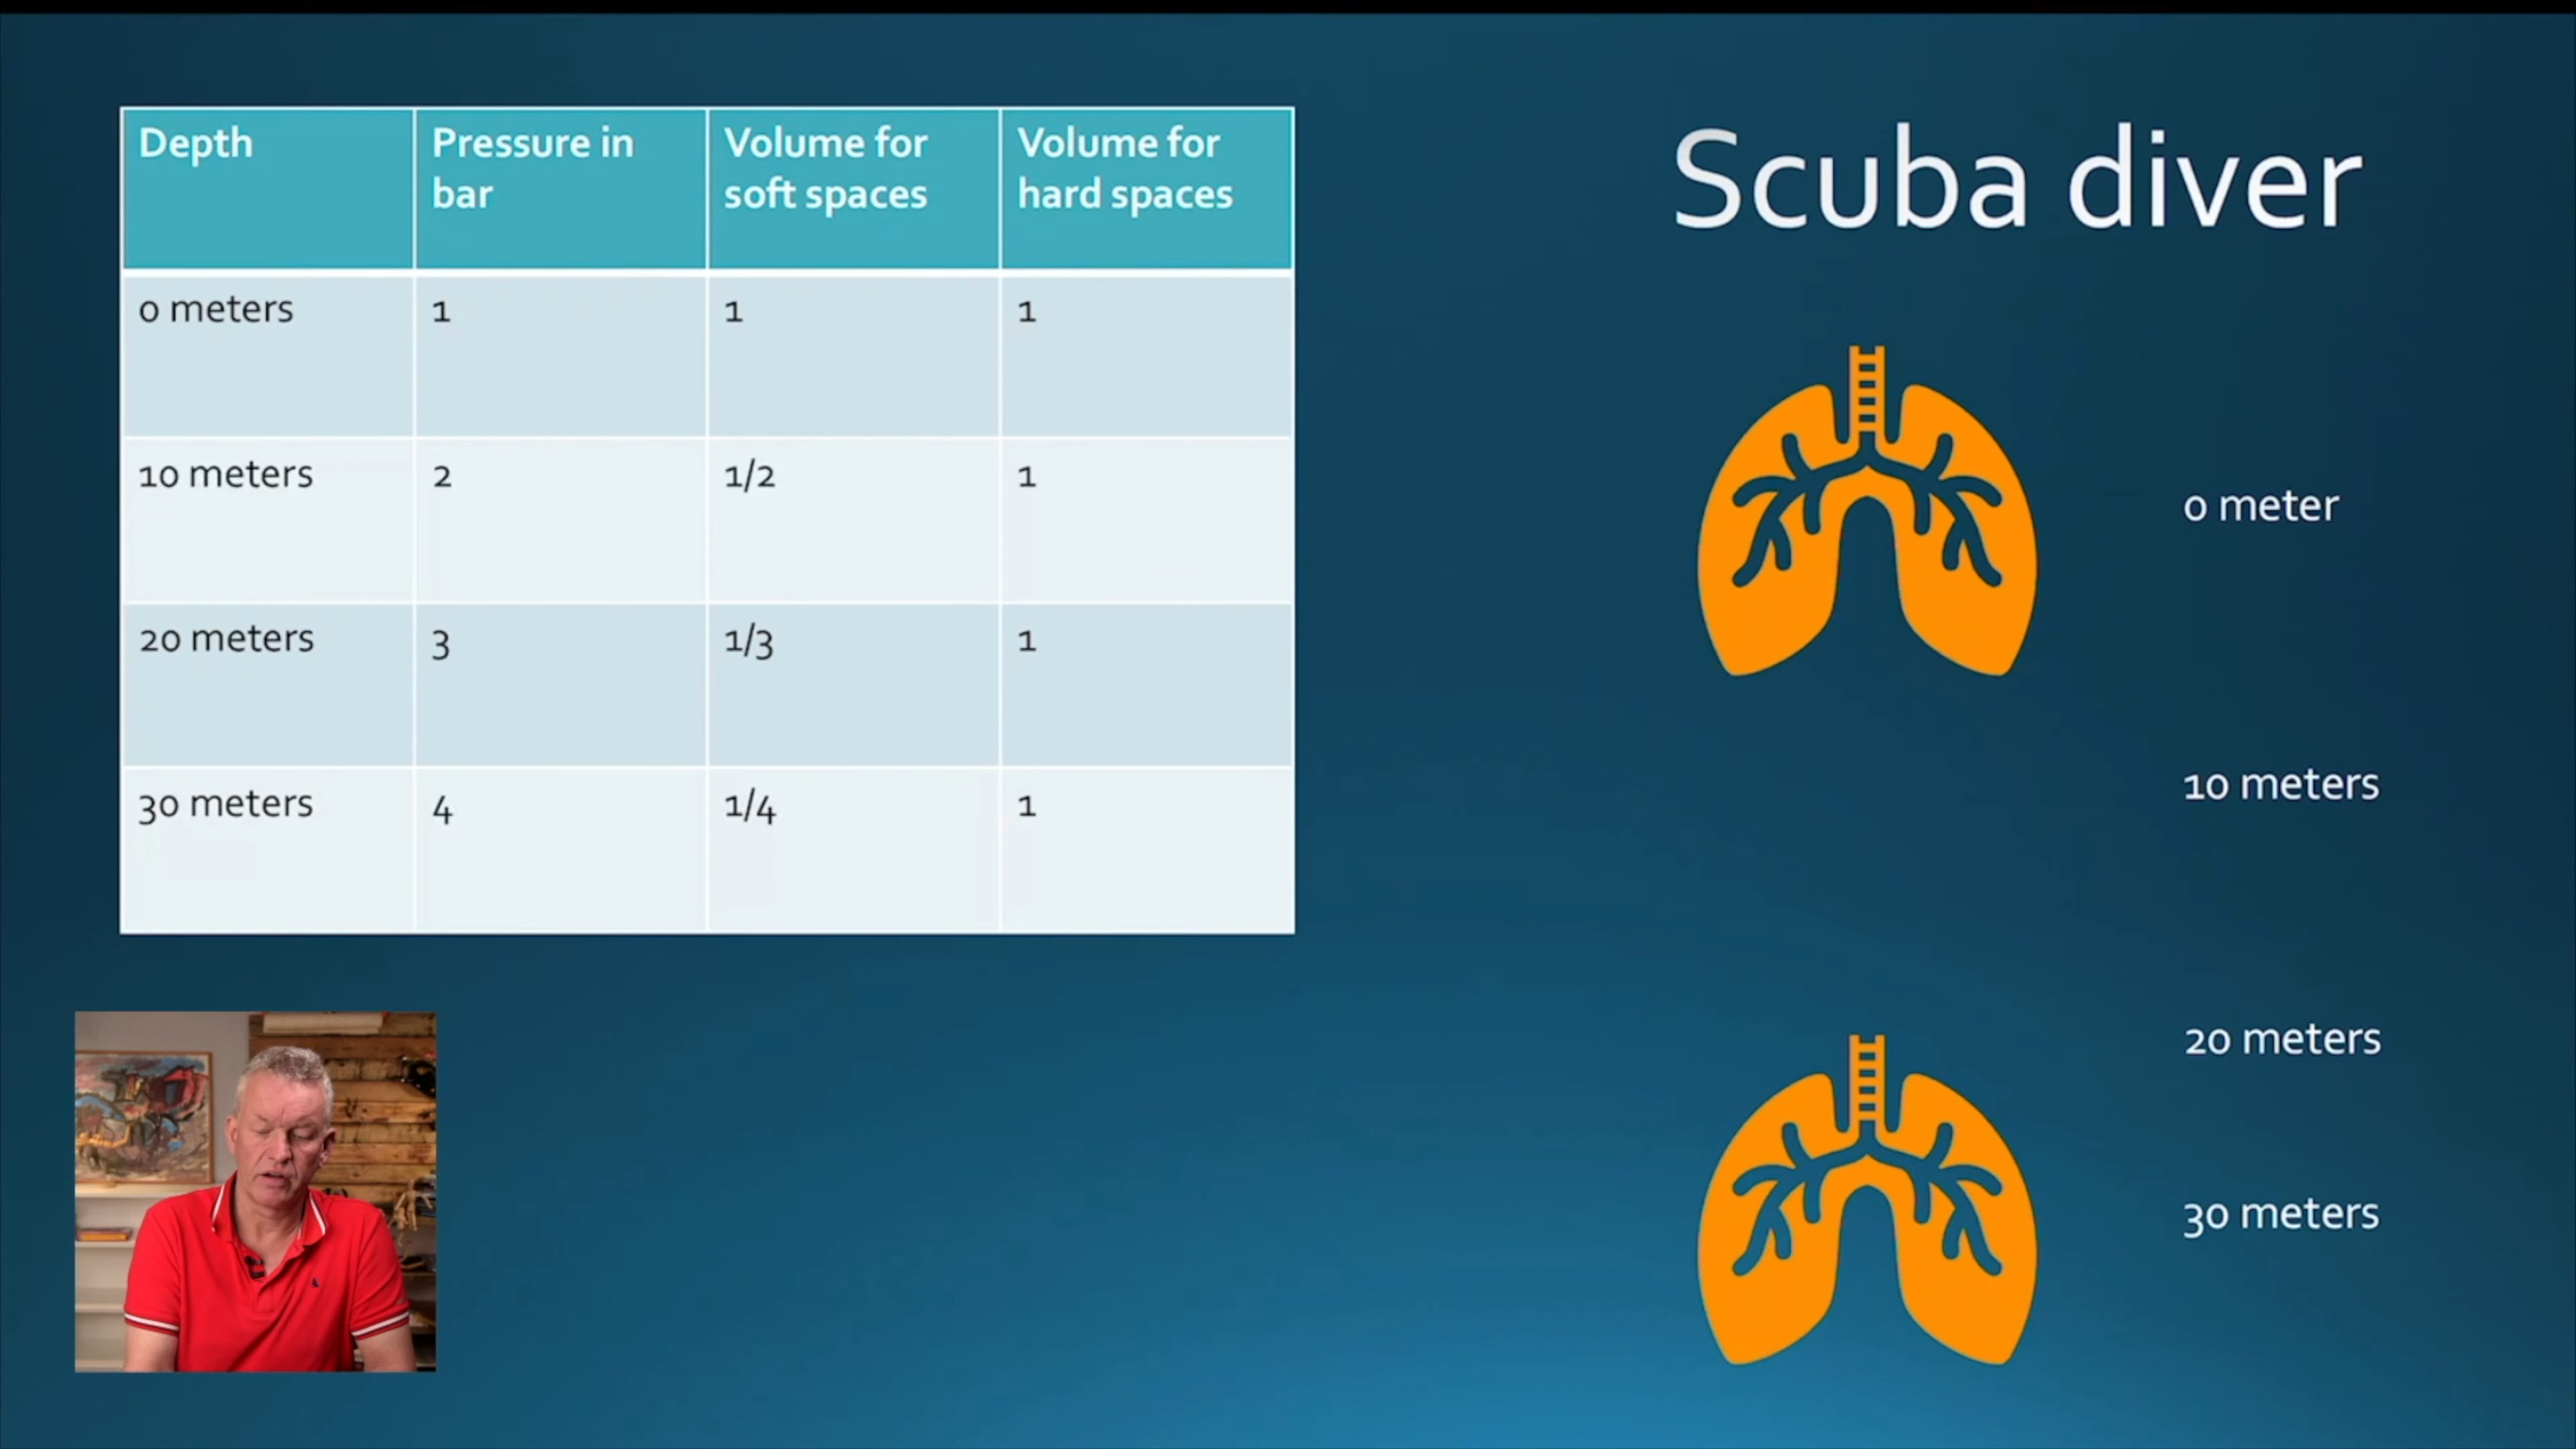 Scuba diver
Depth
Pressure in
bar
Volume for
soft spaces
Volume for
hard spaces
0 meters
1
1
1
10 meters
2
1/2
1
20 meters
3
1/3
1
30 meters
4
1/4
1
0 meter
10 meters
20 meters
30 meters